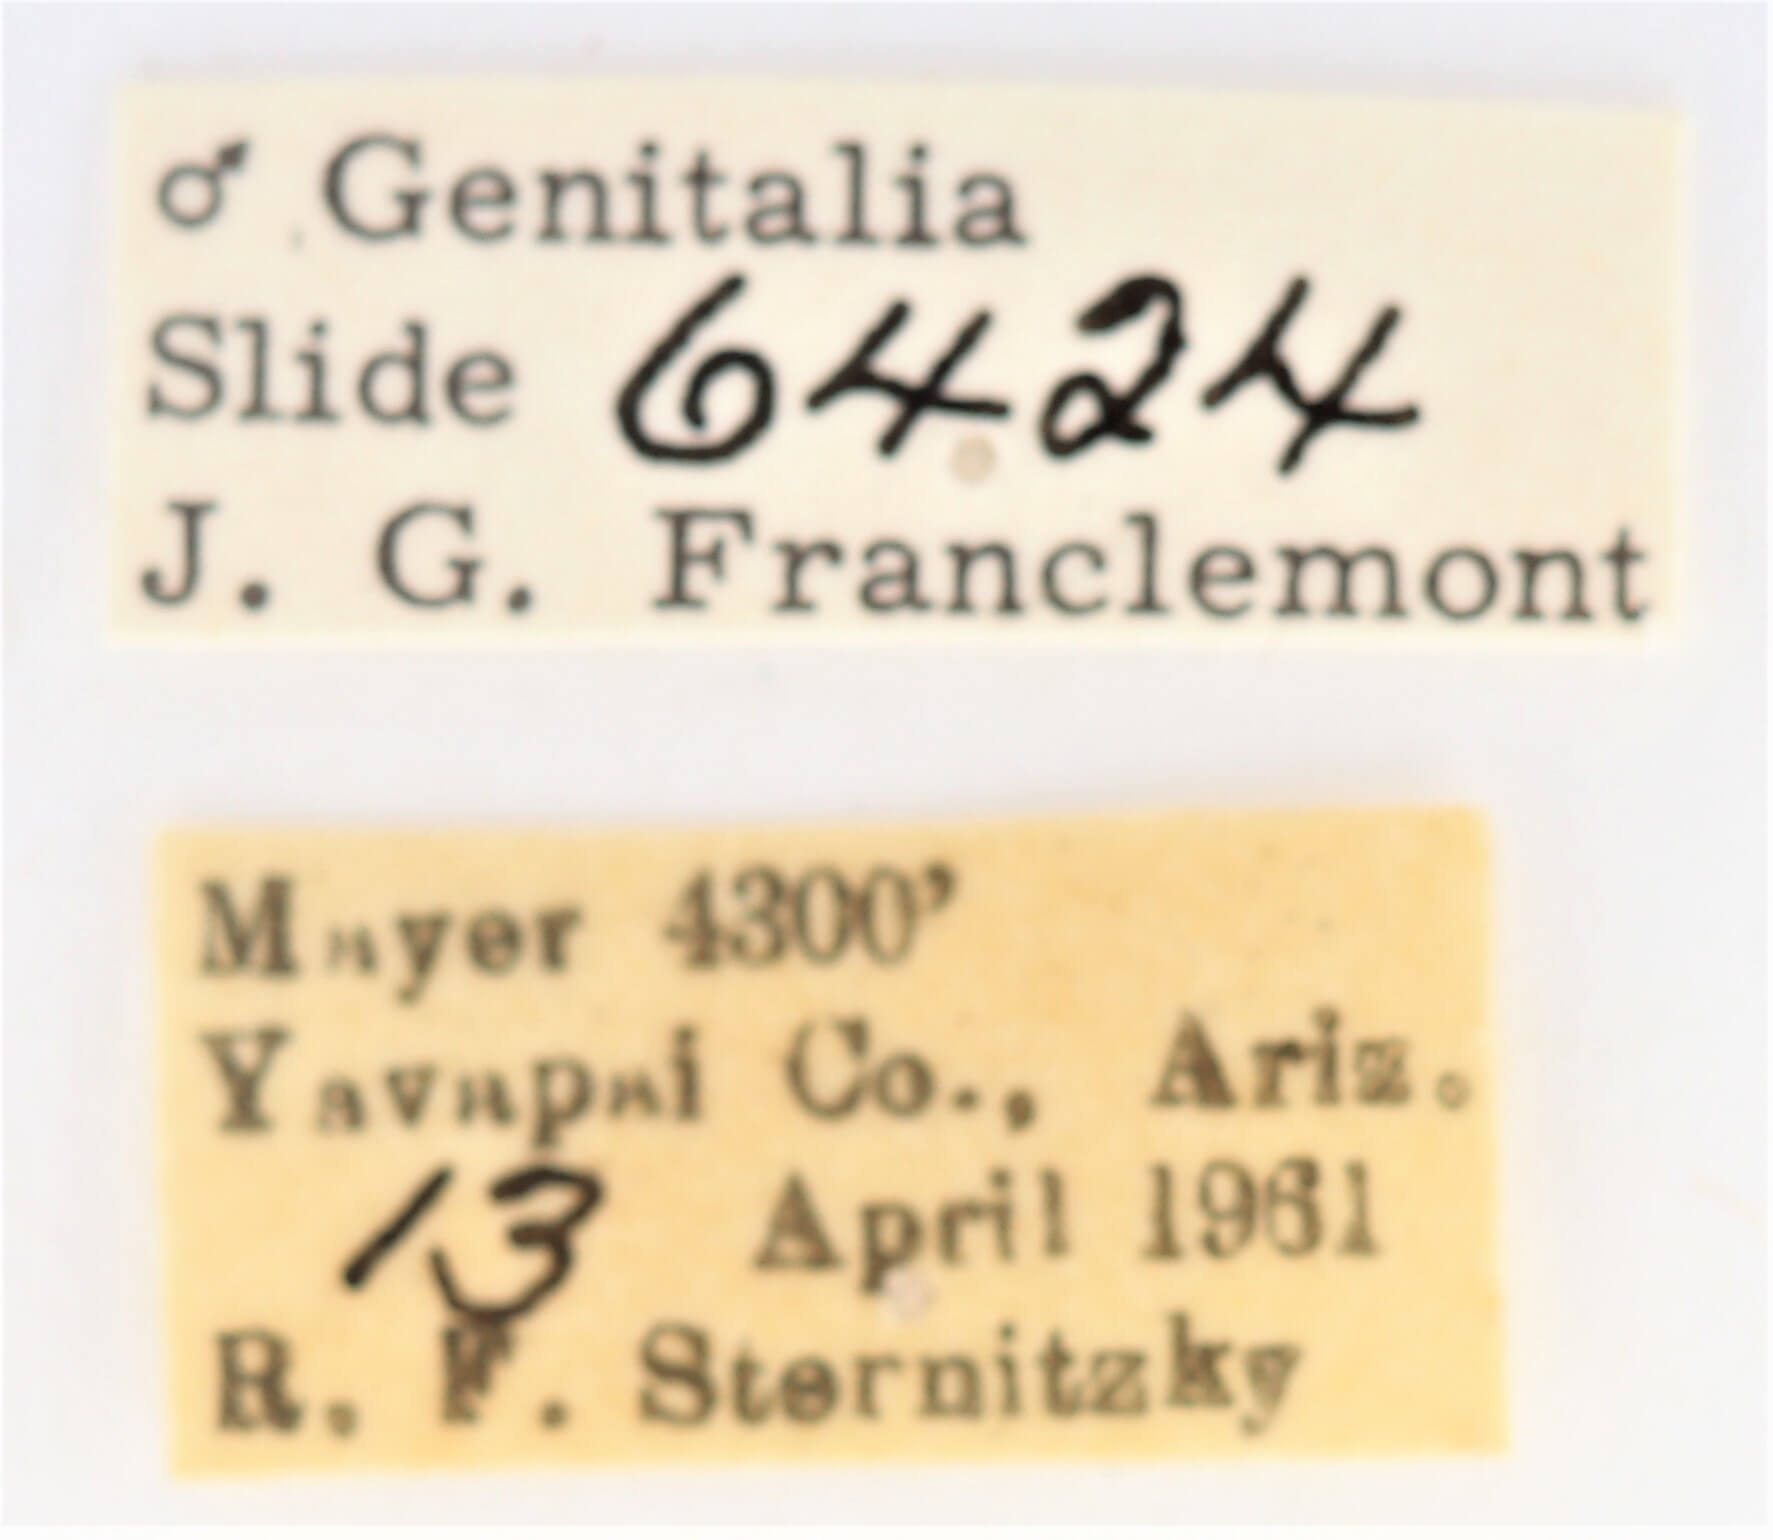 ♂ Genitalia
Slide 6424
J. G. Franclemont
Mayer 4300'
Yavapai Co., Ariz.
13 April 1961
R. F. Sternitzky